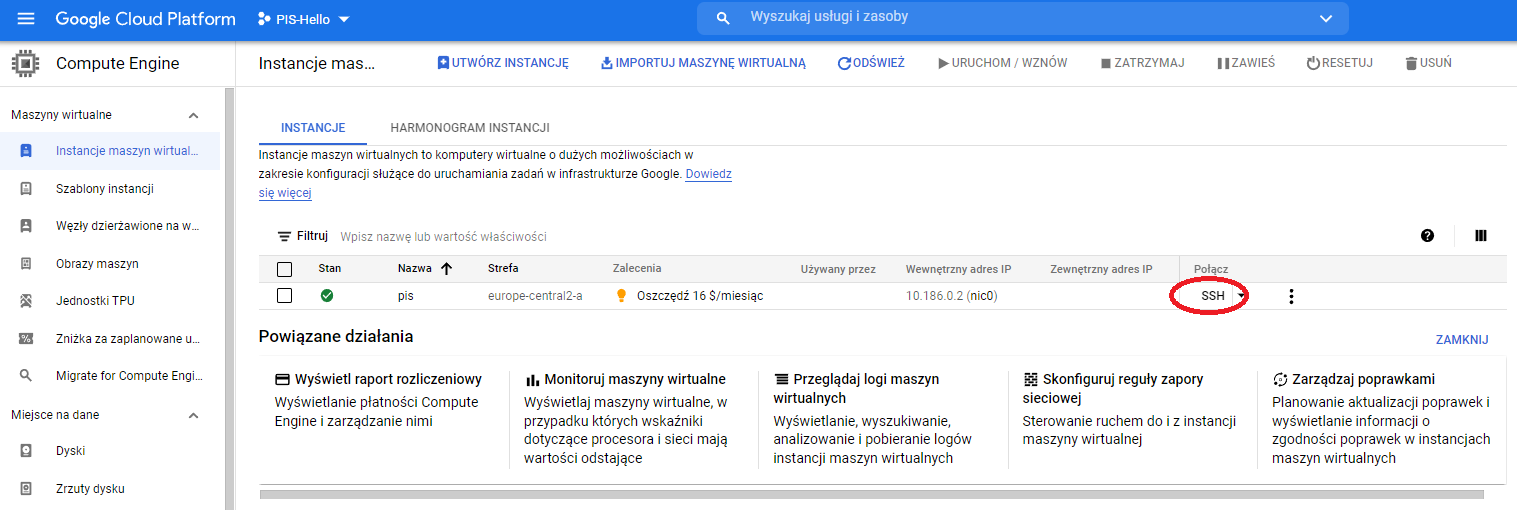 Google Cloud Platform PIS-Hello Wyszukaj usługi i zasoby
Compute Engine
Instancje mas... UTWÓRZ INSTANCJĘ IMPORTUJ MASZYNĘ WIRTUALNĄ ODŚWIEŻ URUCHOM / WZNÓW ZATRZYMAJ ZAWIEŚ RESETUJ USUŃ
Maszyny wirtualne
Instancje maszyn wirtual...
Szablony instancji
Węzły dzierżawione na w...
Obrazy maszyn
Jednostki TPU
Zniżka za zaplanowane u...
Migrate for Compute Engi...
Miejsce na dane
Dyski
Zrzuty dysku
INSTANCJE HARMONOGRAM INSTANCJI
Instancje maszyn wirtualnych to komputery wirtualne o dużych możliwościach w
zakresie konfiguracji służące do uruchamiania zadań w infrastrukturze Google. Dowiedz
się więcej
Filtruj Wpisz nazwę lub wartość właściwości
Stan Nazwa Strefa Zalecenia Używany przez Wewnętrzny adres IP Zewnętrzny adres IP Połącz
pis europe-central2-a Oszczędź 16 $/miesiąc 10.186.0.2 (nic0) SSH
Powiązane działania ZAMKNIJ
Wyświetl raport rozliczeniowy
Wyświetlanie płatności Compute
Engine i zarządzanie nimi
Monitoruj maszyny wirtualne
Wyświetlaj maszyny wirtualne, w
przypadku których wskaźniki
dotyczące procesora i sieci mają
wartości odstające
Przeglądaj logi maszyn
wirtualnych
Wyświetlanie, wyszukiwanie,
analizowanie i pobieranie logów
instancji maszyn wirtualnych
Skonfiguruj reguły zapory
sieciowej
Sterowanie ruchem do i z instancji
maszyny wirtualnej
Zarządzaj poprawkami
Planowanie aktualizacji poprawek i
wyświetlanie informacji o
zgodności poprawek w instancjach
maszyn wirtualnych